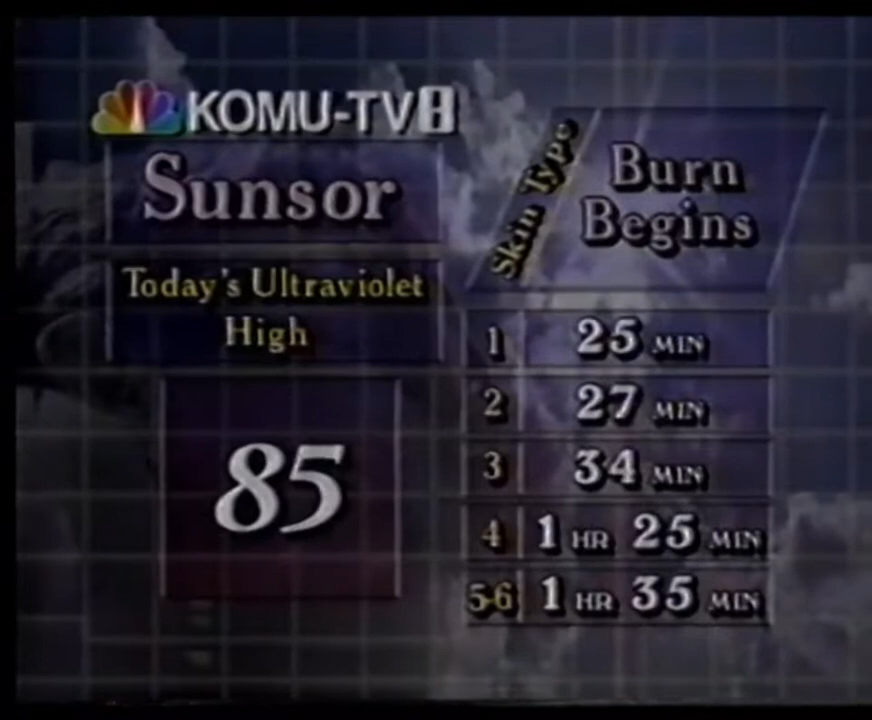 KOMU-TV 8
Sunsor
Today's Ultraviolet
High
85
Skin Type
Burn
Begins
1 25 MIN
2 27 MIN
3 34 MIN
4 1 HR 25 MIN
5-6 1 HR 35 MIN